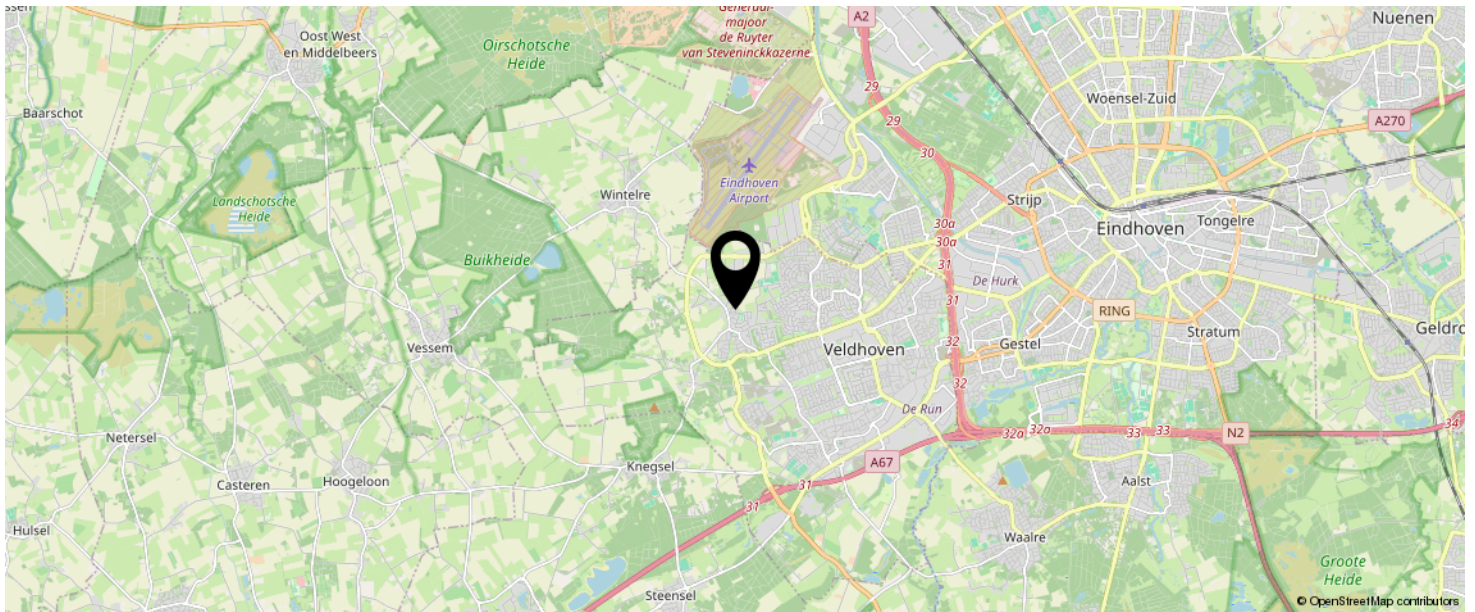 Generaal-
majoor
de Ruyter
van Steveninckkazerne
A2
Nuenen
Oost West
en Middelbeers
Oirschotsche
Heide
29
Woensel-Zuid
Baarschot
29
A270
30
Eindhoven
Airport
Wintelre
Strijp
Landschotsche
Heide
Tongelre
30a
Eindhoven
30a
Buikheide
31
De Hurk
31
RING
Stratum
Geldro
32
Gestel
Vessem
Veldhoven
32
De Run
34
Netersel
32a
32a
33
33
N2
Knegsel
A67
Casteren
Hoogeloon
Aalst
31
31
Hulsel
Waalre
Groote
Heide
Steensel
© OpenStreetMap contributors